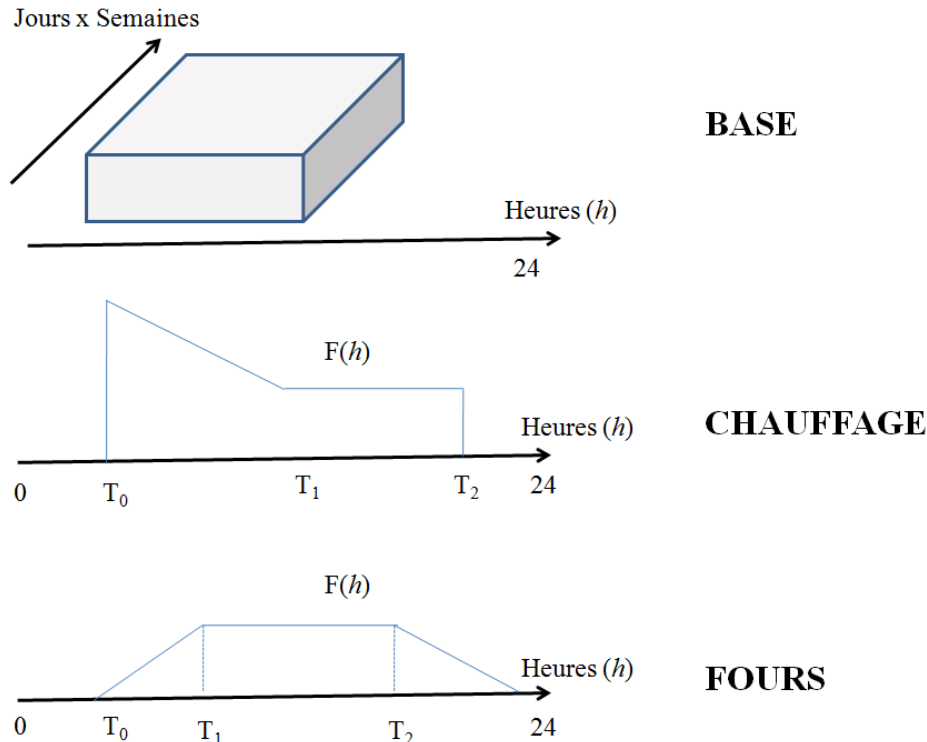 Jours x Semaines
BASE
Heures (h)
24
F(h)
Heures (h)
CHAUFFAGE
0
T₀
T₁
T₂
24
F(h)
Heures (h)
FOURS
0
T₀
T₁
T₂
24